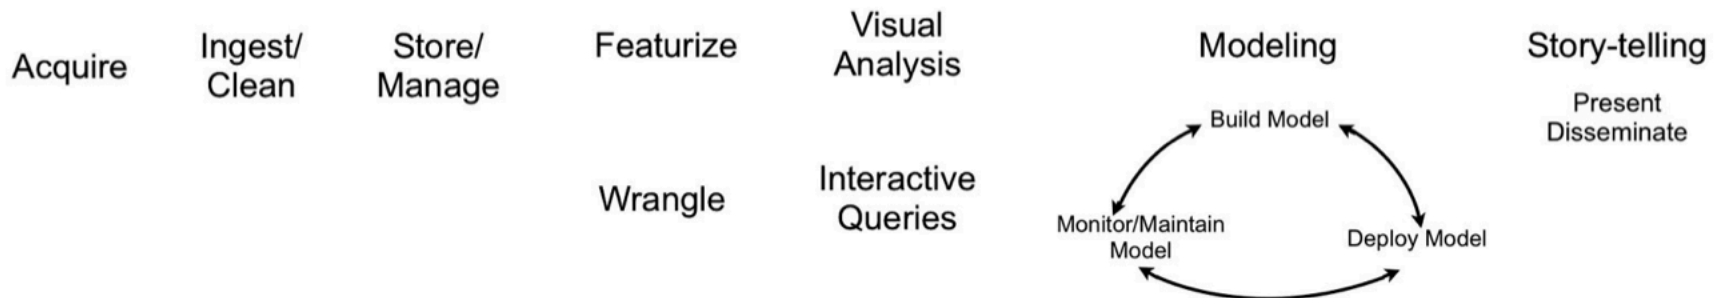 Acquire
Ingest/
Clean
Store/
Manage
Featurize
Wrangle
Visual
Analysis
Interactive
Queries
Modeling
Build Model
Monitor/Maintain
Model
Deploy Model
Story-telling
Present
Disseminate